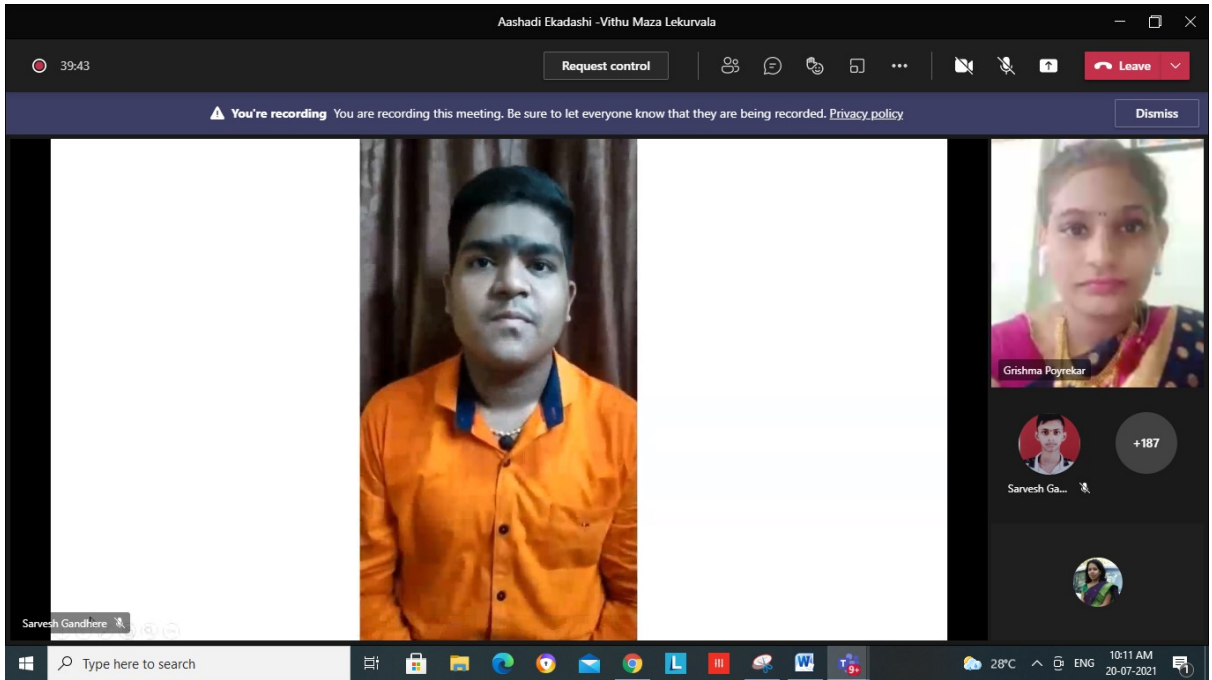 Aashadi Ekadashi -Vithu Maza Lekurvala
39:43
Request control
Leave
You're recording You are recording this meeting. Be sure to let everyone know that they are being recorded. Privacy policy
Dismiss
Grishma Poyrekar
+187
Sarvesh Ga...
Sarvesh Gandhere
Type here to search
L
W
T
9+
28°C
ENG
10:11 AM
20-07-2021
1